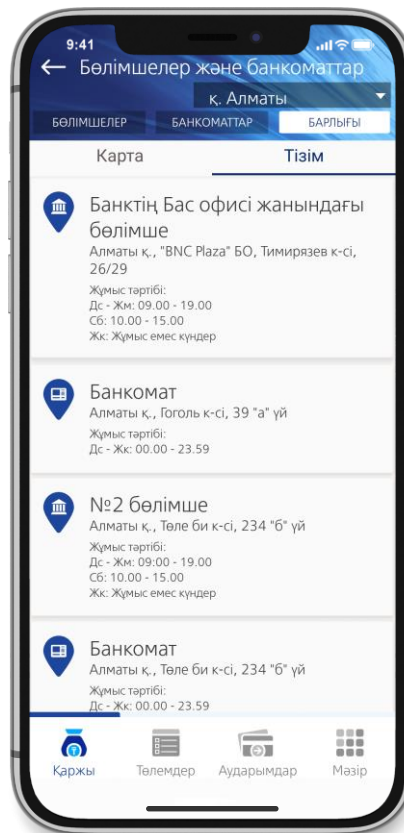 9:41
Бөлімшелер және банкоматтар
қ. Алматы
БӨЛІМШЕЛЕР
БАНКОМАТТАР
БАРЛЫҒЫ
Карта
Тізім
Банктің Бас офисі жанындағы
бөлімше
Алматы қ., "BNC Plaza" БО, Тимирязев к-сі,
26/29
Жұмыс тәртібі:
Дс - Жм: 09.00 - 19.00
Сб: 10.00 - 15.00
Жк: Жұмыс емес күндер
Банкомат
Алматы қ., Гоголь к-сі, 39 "а" үй
Жұмыс тәртібі:
Дс - Жк: 00.00 - 23.59
№2 бөлімше
Алматы қ., Төле би к-сі, 234 "б" үй
Жұмыс тәртібі:
Дс - Жм: 09:00 - 19.00
Сб: 10.00 - 15.00
Жк: Жұмыс емес күндер
Банкомат
Алматы қ., Төле би к-сі, 234 "б" үй
Жұмыс тәртібі:
Дс - Жк: 00.00 - 23.59
Қаржы
Төлемдер
Аударымдар
Мәзір